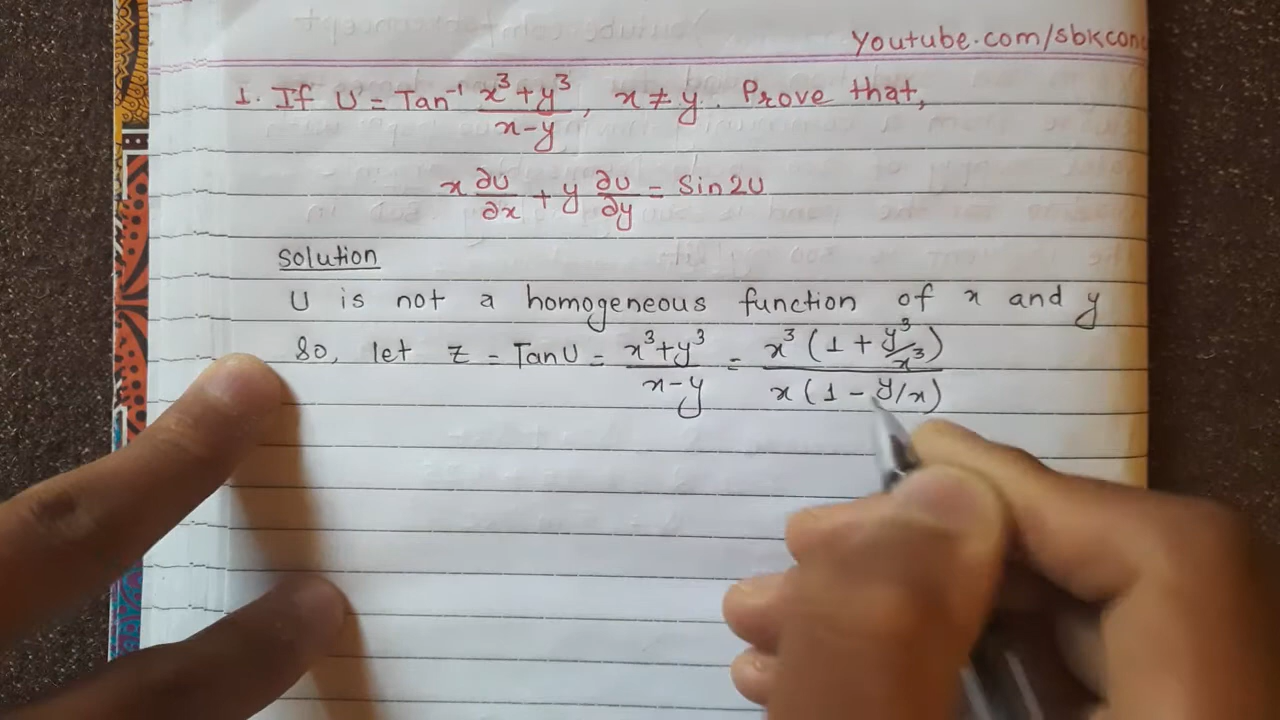 Youtube.com/sbkconc
1. If U = Tan⁻¹ x³+y³/x-y, x ≠ y. Prove that,
x ∂U/∂x + y ∂U/∂y = Sin2U
Solution
U is not a homogeneous function of x and y
So, let z = TanU = x³+y³/x-y = x³(1+y³/x³)/x(1-y/x)